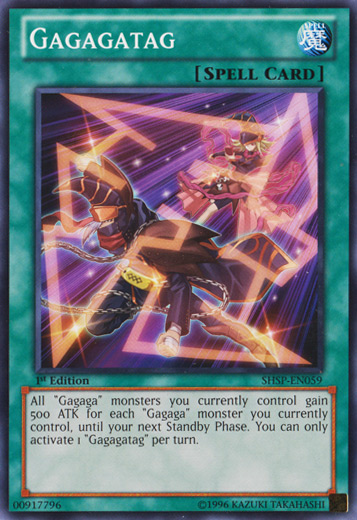 GAGAGATAG
魔
[SPELL CARD]
1st Edition
SHSP-EN059
All "Gagaga" monsters you currently control gain
500 ATK for each "Gagaga" monster you currently
control, until your next Standby Phase. You can only
activate 1 "Gagagatag" per turn.
00917796
©1996 KAZUKI TAKAHASHI